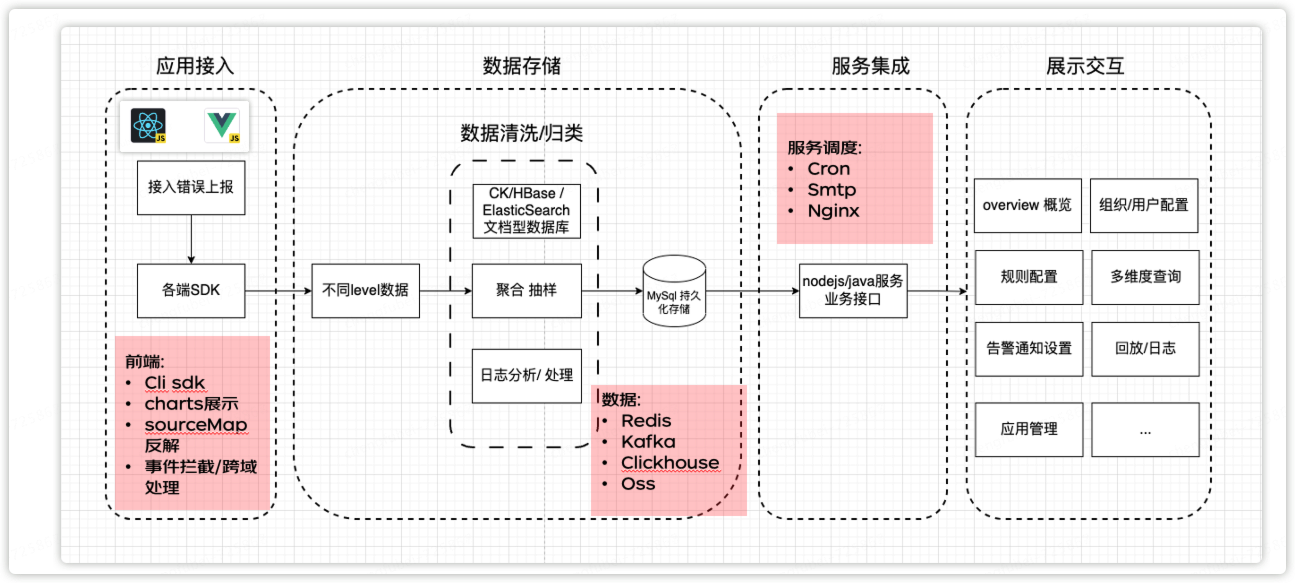 应用接入
JS
JS
接入错误上报
各端SDK
前端:
• Cli sdk
• charts展示
• sourceMap
反解
• 事件拦截/跨域
处理
数据存储
不同level数据
数据清洗/归类
CK/HBase /
ElasticSearch
文档型数据库
聚合 抽样
日志分析/ 处理
MySql 持久
化存储
数据:
• Redis
• Kafka
• Clickhouse
• Oss
服务集成
服务调度:
• Cron
• Smtp
• Nginx
nodejs/java服务
业务接口
展示交互
overview 概览
组织/用户配置
规则配置
多维度查询
告警通知设置
回放/日志
应用管理
...